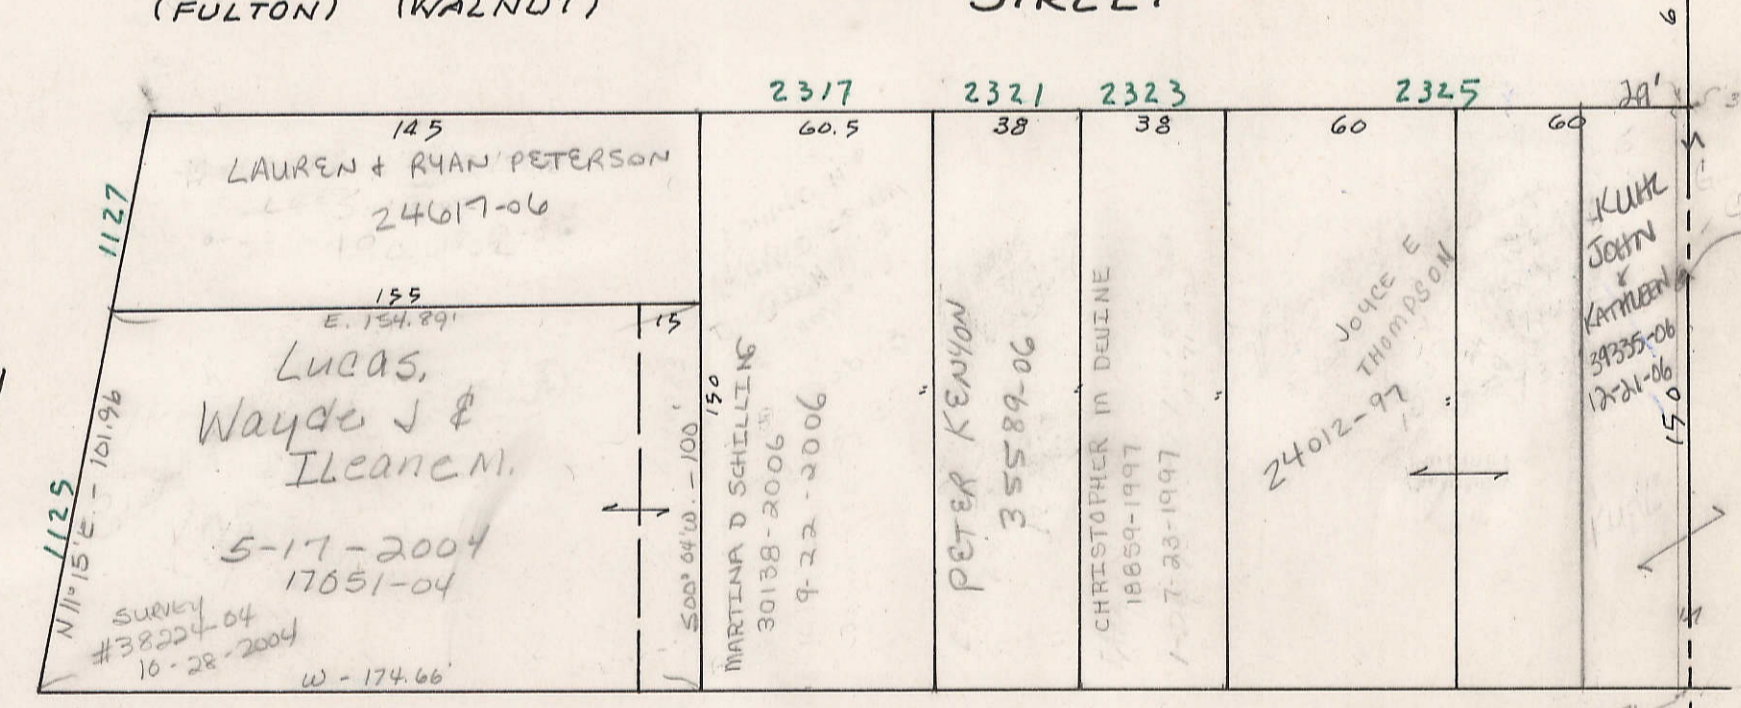 (FULTON) (WALNUT) STREET
2317 2321 2323 2325 29'
145 60.5 38 38 60 60
LAUREN & RYAN PETERSON
24617-06
1127
155
E. 154.89'
15
Lucas,
Wayde J &
ILeane M.
5-17-2004
17051-04
SURVEY
#38224-04
10-28-2004
W - 174.66'
1125
N 11° 15' E. - 101.96
S00° 04' W. - 100'
150
MARTINA D SCHILLING
30138-2006
9-22-2006
"
PETER KENYON
35589-06
"
CHRISTOPHER M DEVINE
18859-1997
7-23-1997
"
JOYCE E
THOMPSON
24012-97
"
KUHL
JOHN
&
KATHLEEN
39335-06
12-21-06
150